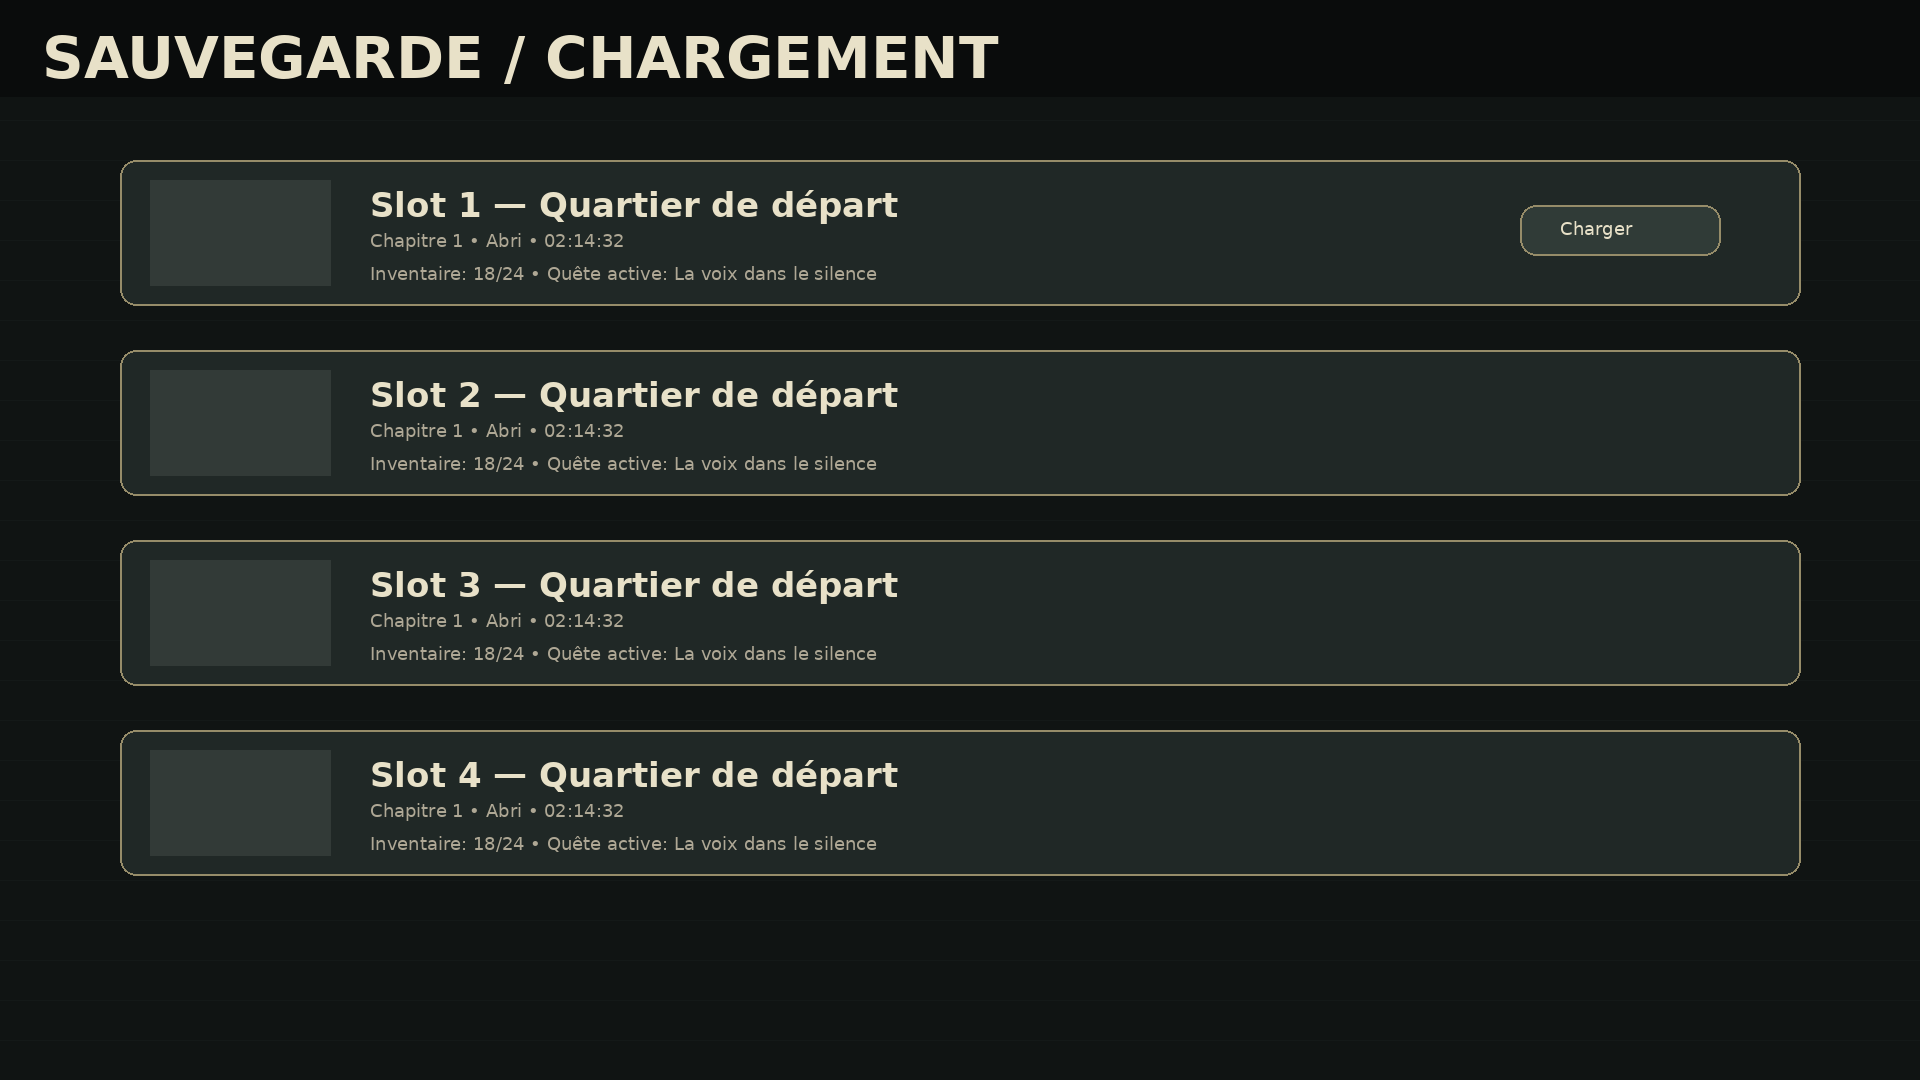 SAUVEGARDE / CHARGEMENT
Slot 1 — Quartier de départ
Chapitre 1 • Abri • 02:14:32
Inventaire: 18/24 • Quête active: La voix dans le silence
Charger
Slot 2 — Quartier de départ
Chapitre 1 • Abri • 02:14:32
Inventaire: 18/24 • Quête active: La voix dans le silence
Slot 3 — Quartier de départ
Chapitre 1 • Abri • 02:14:32
Inventaire: 18/24 • Quête active: La voix dans le silence
Slot 4 — Quartier de départ
Chapitre 1 • Abri • 02:14:32
Inventaire: 18/24 • Quête active: La voix dans le silence